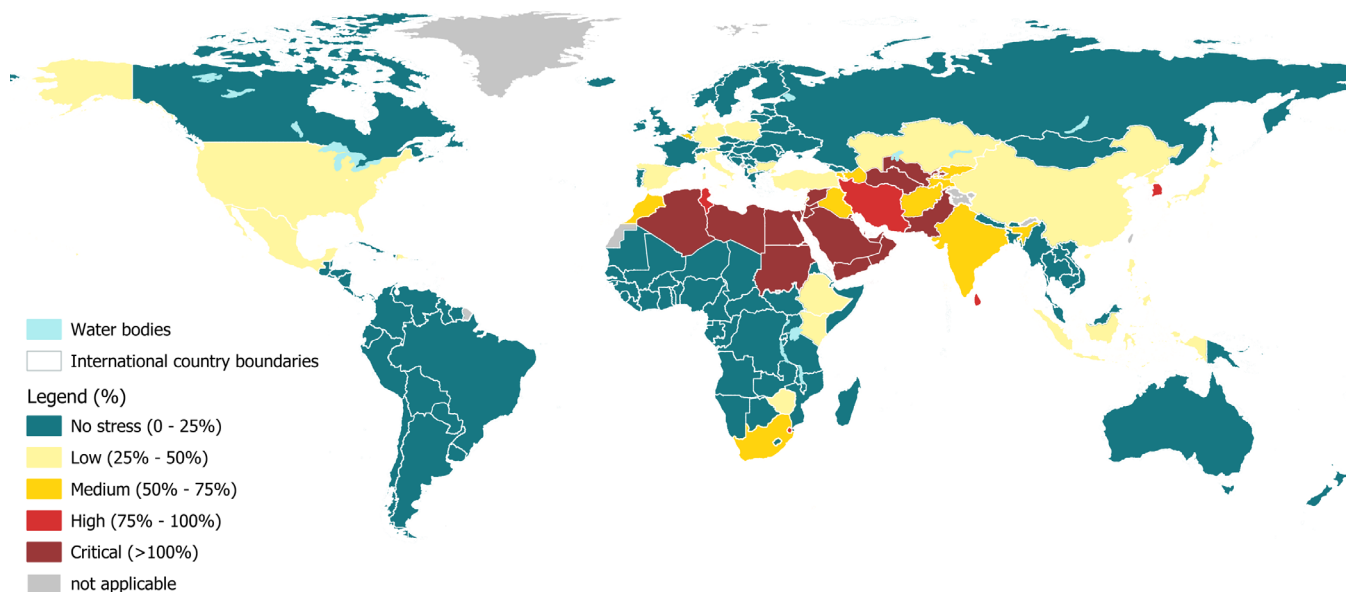 Water bodies
International country boundaries
Legend (%)
No stress (0 - 25%)
Low (25% - 50%)
Medium (50% - 75%)
High (75% - 100%)
Critical (>100%)
not applicable